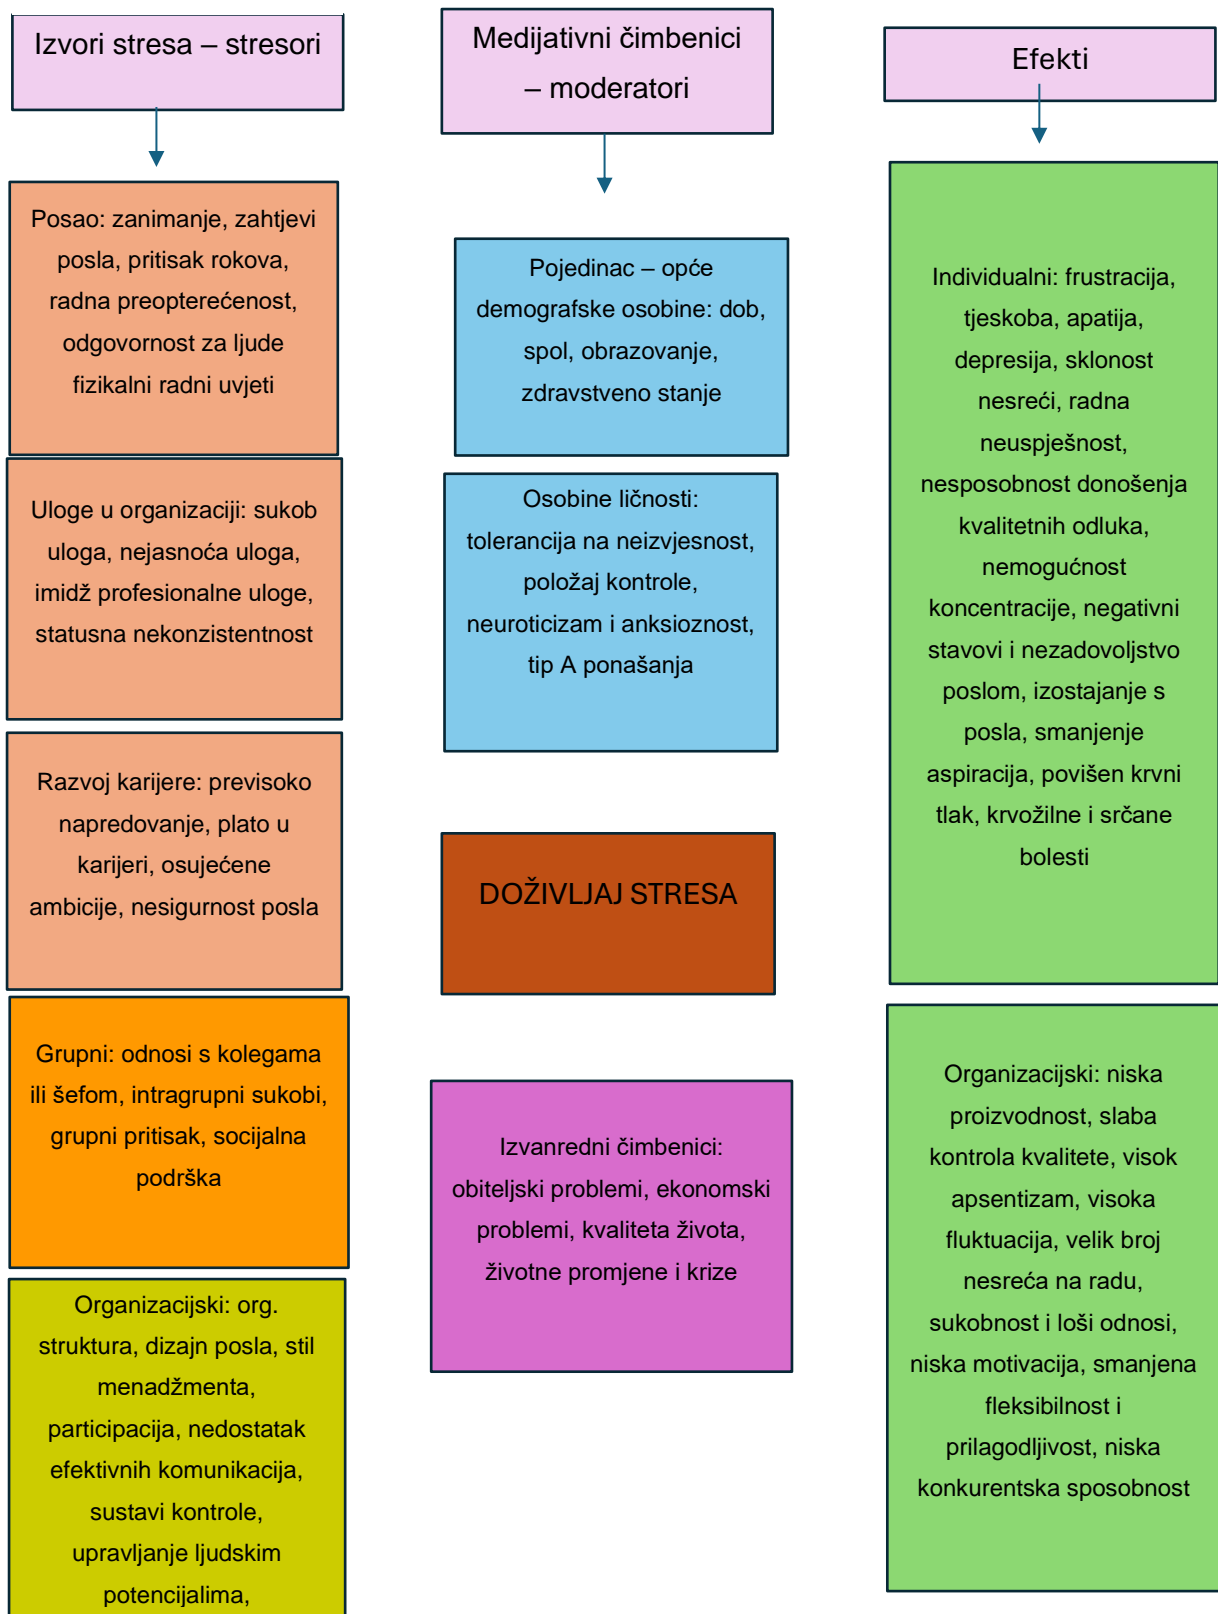 Izvori stresa – stresori
Posao: zanimanje, zahtjevi
posla, pritisak rokova,
radna preopterećenost,
odgovornost za ljude
fizikalni radni uvjeti
Uloge u organizaciji: sukob
uloga, nejasnoća uloga,
imidž profesionalne uloge,
statusna nekonzistentnost
Razvoj karijere: previsoko
napredovanje, plato u
karijeri, osujećene
ambicije, nesigurnost posla
Grupni: odnosi s kolegama
ili šefom, intragrupni sukobi,
grupni pritisak, socijalna
podrška
Organizacijski: org.
struktura, dizajn posla, stil
menadžmenta,
participacija, nedostatak
efektivnih komunikacija,
sustavi kontrole,
upravljanje ljudskim
potencijalima,
Medijativni čimbenici
– moderatori
Pojedinac – opće
demografske osobine: dob,
spol, obrazovanje,
zdravstveno stanje
Osobine ličnosti:
tolerancija na neizvjesnost,
položaj kontrole,
neuroticizam i anksioznost,
tip A ponašanja
DOŽIVLJAJ STRESA
Izvanredni čimbenici:
obiteljski problemi, ekonomski
problemi, kvaliteta života,
životne promjene i krize
Efekti
Individualni: frustracija,
tjeskoba, apatija,
depresija, sklonost
nesreći, radna
neuspješnost,
nesposobnost donošenja
kvalitetnih odluka,
nemogućnost
koncentracije, negativni
stavovi i nezadovoljstvo
poslom, izostajanje s
posla, smanjenje
aspiracija, povišen krvni
tlak, krvožilne i srčane
bolesti
Organizacijski: niska
proizvodnost, slaba
kontrola kvalitete, visok
apsentizam, visoka
fluktuacija, velik broj
nesreća na radu,
sukobnost i loši odnosi,
niska motivacija, smanjena
fleksibilnost i
prilagodljivost, niska
konkurentska sposobnost